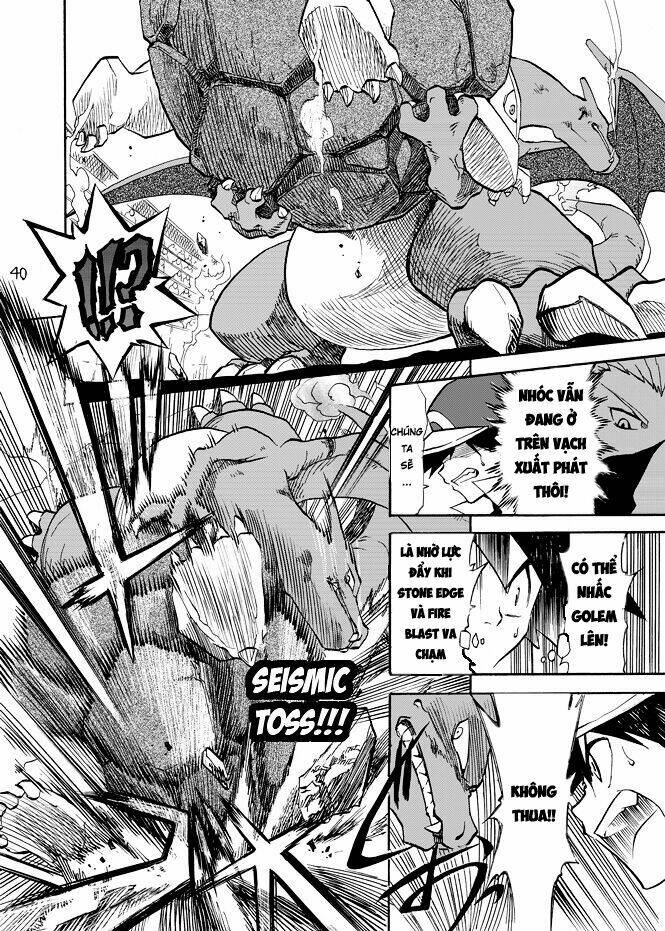 40
!!?
NHÓC VẪN
ĐANG Ở
TRÊN VẠCH
XUẤT PHÁT
THÔI!
CHÚNG
TA
SẼ
...
CÓ THỂ
NHẤC
GOLEM
LÊN!
LÀ NHỜ LỰC
ĐẨY KHI
STONE EDGE
VÀ FIRE
BLAST VA
CHẠM
KHÔNG
THUA!!
SEISMIC
TOSS!!!